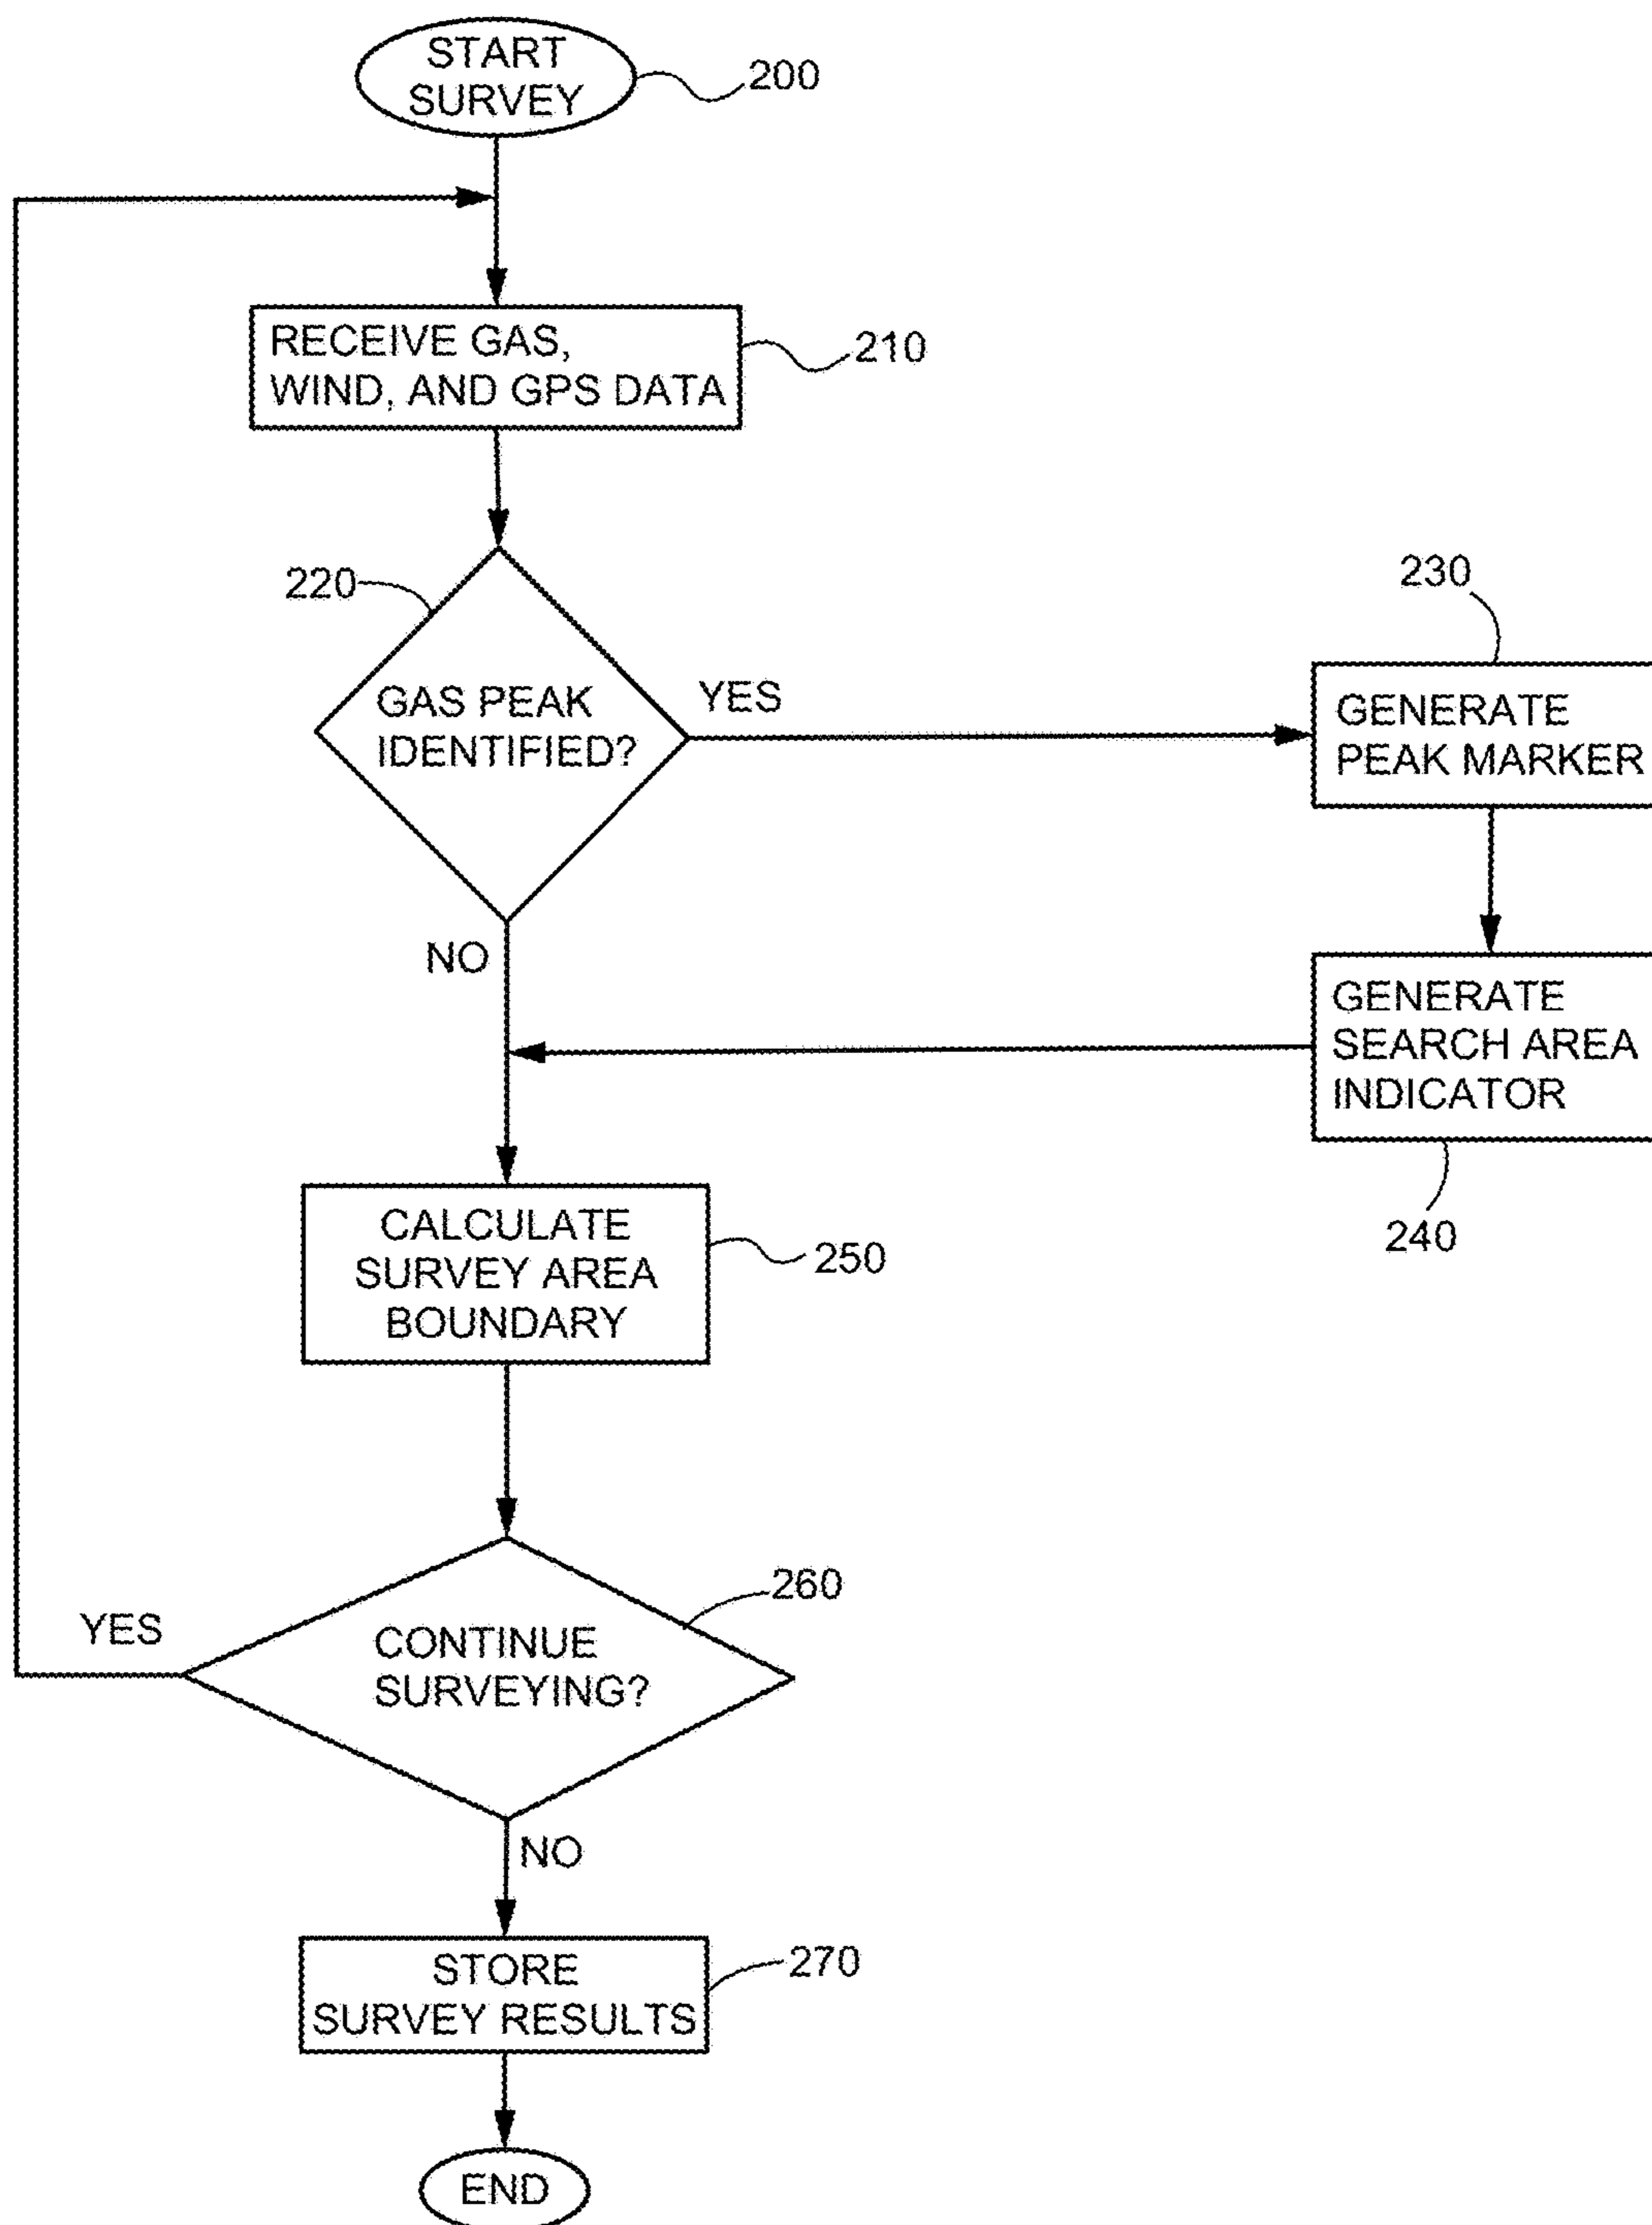 START
SURVEY
200
RECEIVE GAS,
WIND, AND GPS DATA
210
220
GAS PEAK
IDENTIFIED?
YES
230
GENERATE
PEAK MARKER
NO
GENERATE
SEARCH AREA
INDICATOR
240
CALCULATE
SURVEY AREA
BOUNDARY
250
260
YES
CONTINUE
SURVEYING?
NO
STORE
SURVEY RESULTS
270
END